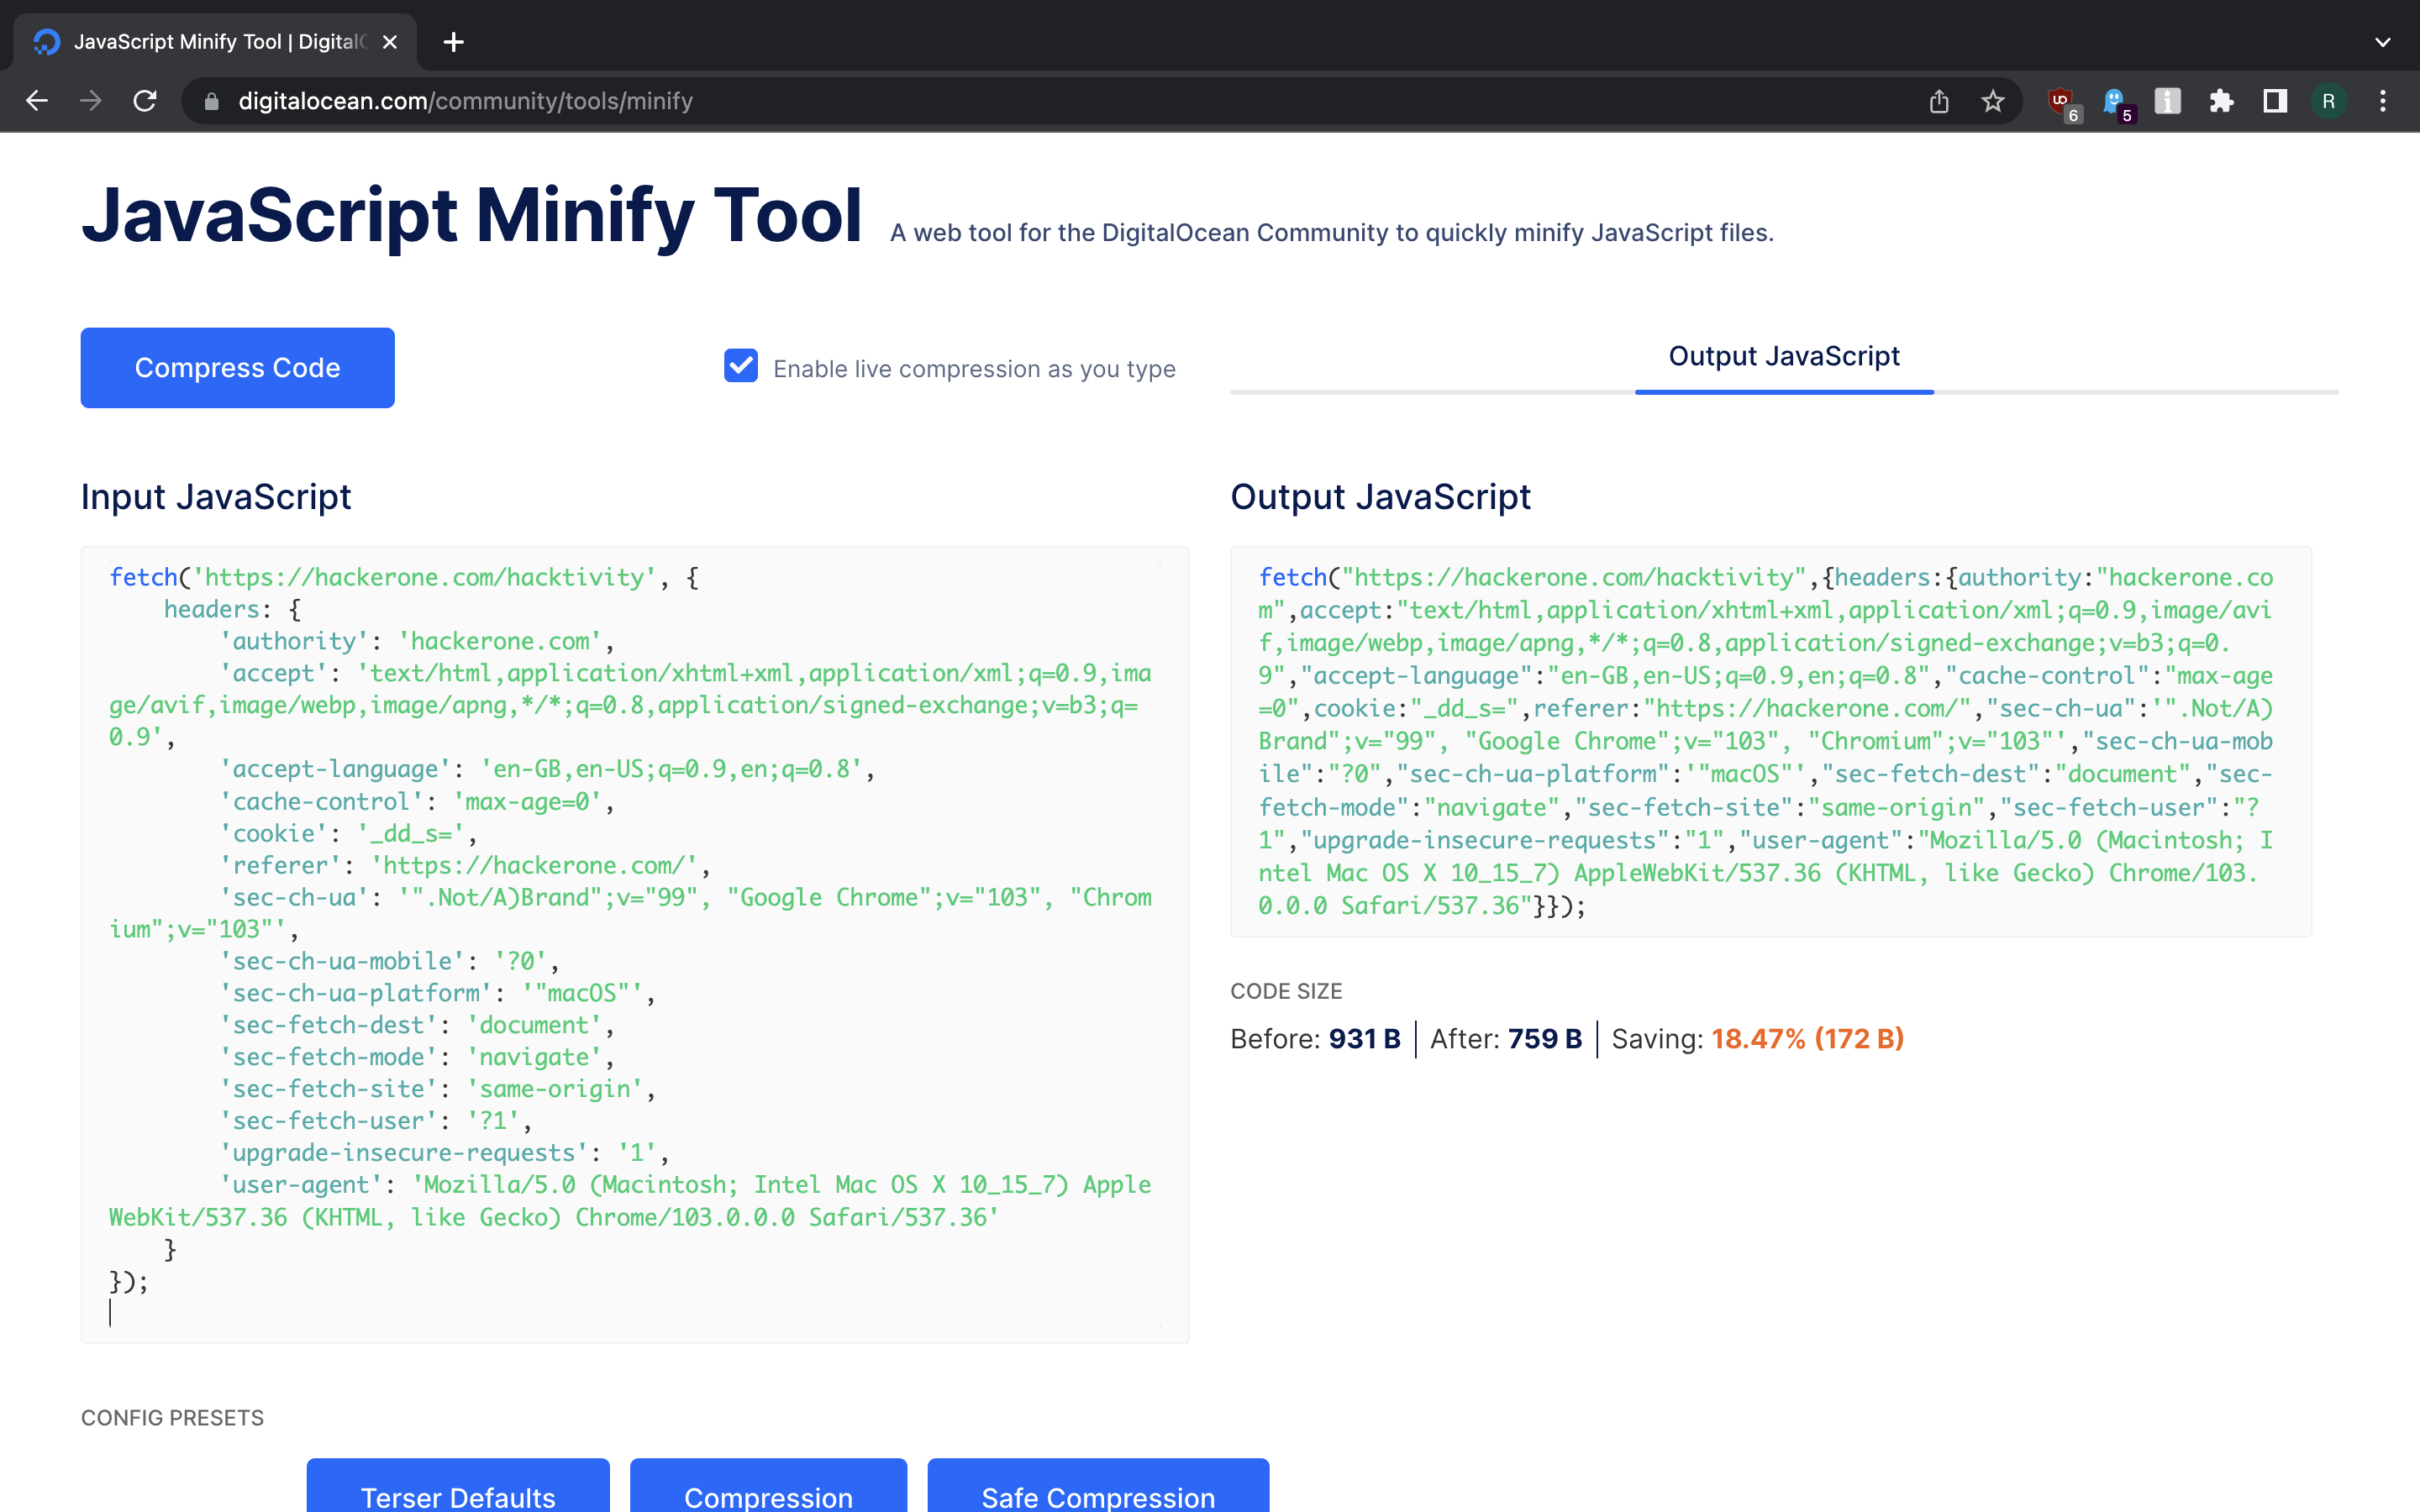 JavaScript Minify Tool | Digital
digitalocean.com/community/tools/minify
6
5
R
JavaScript Minify Tool
A web tool for the DigitalOcean Community to quickly minify JavaScript files.
Compress Code
Enable live compression as you type
Output JavaScript
Input JavaScript
fetch('https://hackerone.com/hacktivity', {
    headers: {
        'authority': 'hackerone.com',
        'accept': 'text/html,application/xhtml+xml,application/xml;q=0.9,ima
ge/avif,image/webp,image/apng,*/*;q=0.8,application/signed-exchange;v=b3;q=
0.9',
        'accept-language': 'en-GB,en-US;q=0.9,en;q=0.8',
        'cache-control': 'max-age=0',
        'cookie': '_dd_s=',
        'referer': 'https://hackerone.com/',
        'sec-ch-ua': '".Not/A)Brand";v="99", "Google Chrome";v="103", "Chrom
ium";v="103"',
        'sec-ch-ua-mobile': '?0',
        'sec-ch-ua-platform': '"macOS"',
        'sec-fetch-dest': 'document',
        'sec-fetch-mode': 'navigate',
        'sec-fetch-site': 'same-origin',
        'sec-fetch-user': '?1',
        'upgrade-insecure-requests': '1',
        'user-agent': 'Mozilla/5.0 (Macintosh; Intel Mac OS X 10_15_7) Apple
WebKit/537.36 (KHTML, like Gecko) Chrome/103.0.0.0 Safari/537.36'
    }
});
Output JavaScript
fetch("https://hackerone.com/hacktivity",{headers:{authority:"hackerone.co
m",accept:"text/html,application/xhtml+xml,application/xml;q=0.9,image/avi
f,image/webp,image/apng,*/*;q=0.8,application/signed-exchange;v=b3;q=0.
9","accept-language":"en-GB,en-US;q=0.9,en;q=0.8","cache-control":"max-age
=0",cookie:"_dd_s=",referer:"https://hackerone.com/","sec-ch-ua":'".Not/A)
Brand";v="99", "Google Chrome";v="103", "Chromium";v="103"',"sec-ch-ua-mob
ile":"?0","sec-ch-ua-platform":'"macOS"',"sec-fetch-dest":"document","sec-
fetch-mode":"navigate","sec-fetch-site":"same-origin","sec-fetch-user":"?
1","upgrade-insecure-requests":"1","user-agent":"Mozilla/5.0 (Macintosh; I
ntel Mac OS X 10_15_7) AppleWebKit/537.36 (KHTML, like Gecko) Chrome/103.
0.0.0 Safari/537.36"}});
CODE SIZE
Before: 931 B | After: 759 B | Saving: 18.47% (172 B)
CONFIG PRESETS
Terser Defaults
Compression
Safe Compression